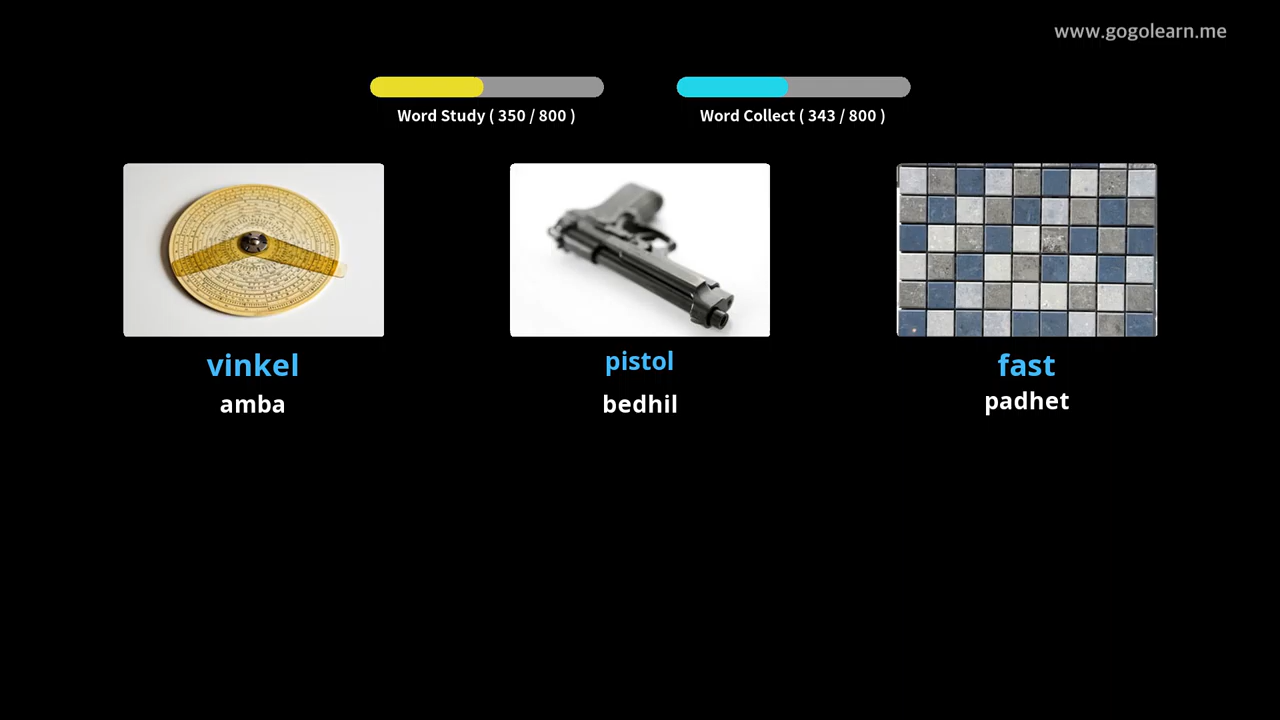 www.gogolearn.me
Word Study ( 350 / 800 )
Word Collect ( 343 / 800 )
vinkel
amba
pistol
bedhil
fast
padhet